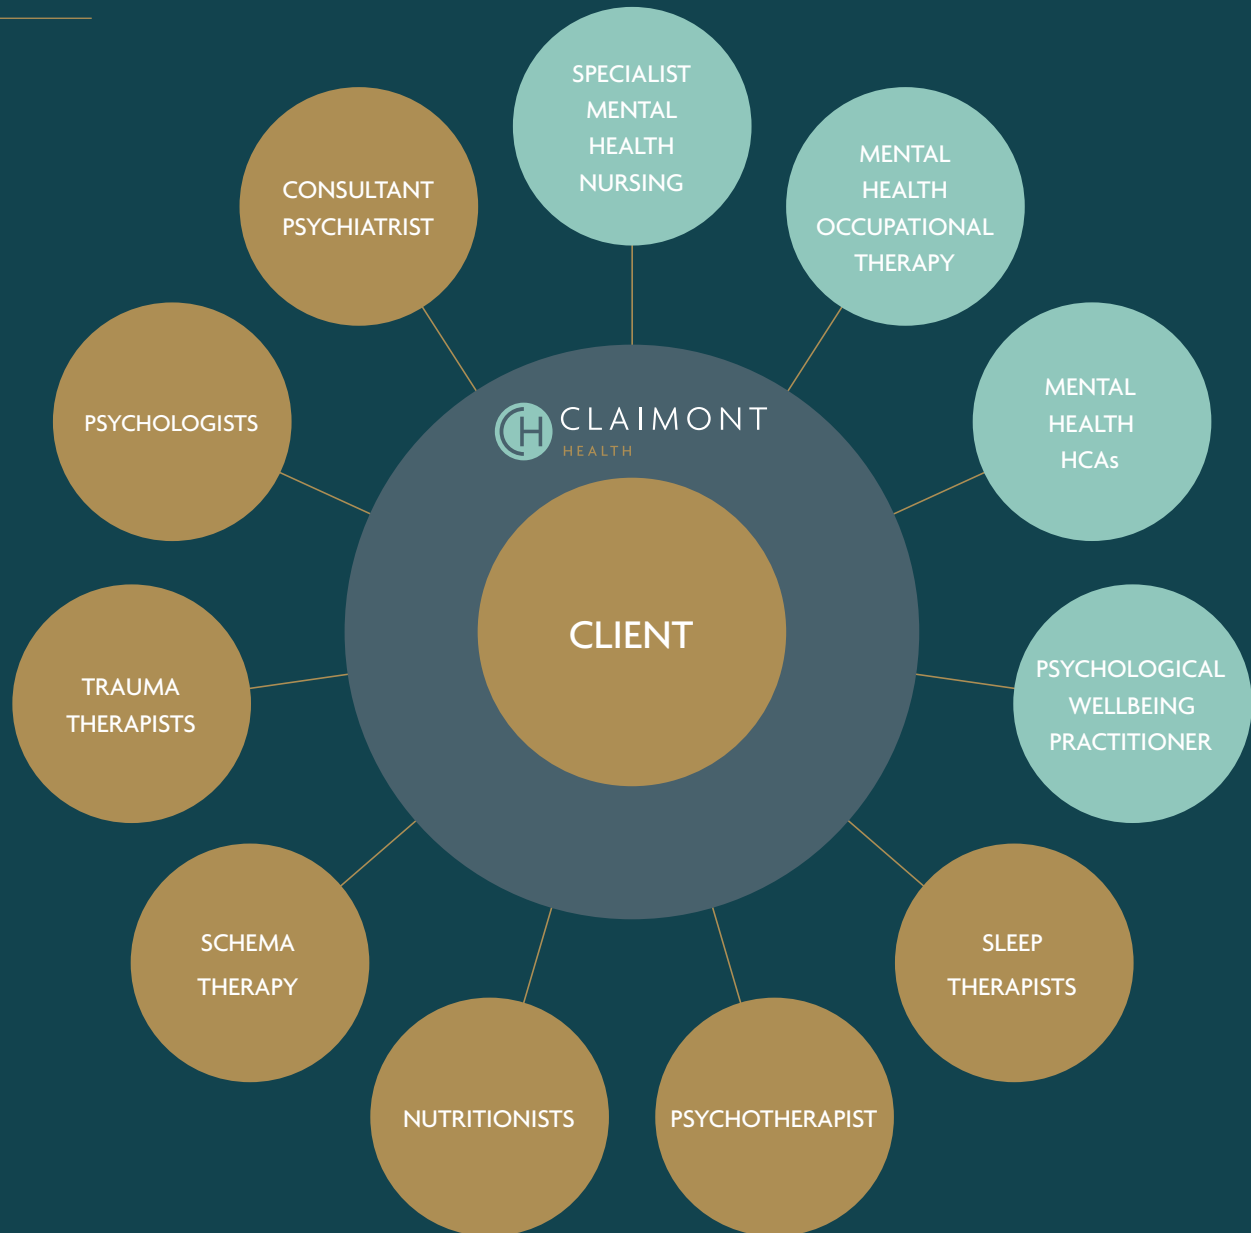 SPECIALIST
MENTAL
HEALTH
NURSING
MENTAL
HEALTH
OCCUPATIONAL
THERAPY
CONSULTANT
PSYCHIATRIST
MENTAL
HEALTH
HCAs
PSYCHOLOGISTS
CH CLAIMONT
HEALTH
CLIENT
TRAUMA
THERAPISTS
PSYCHOLOGICAL
WELLBEING
PRACTITIONER
SCHEMA
THERAPY
SLEEP
THERAPISTS
NUTRITIONISTS
PSYCHOTHERAPIST